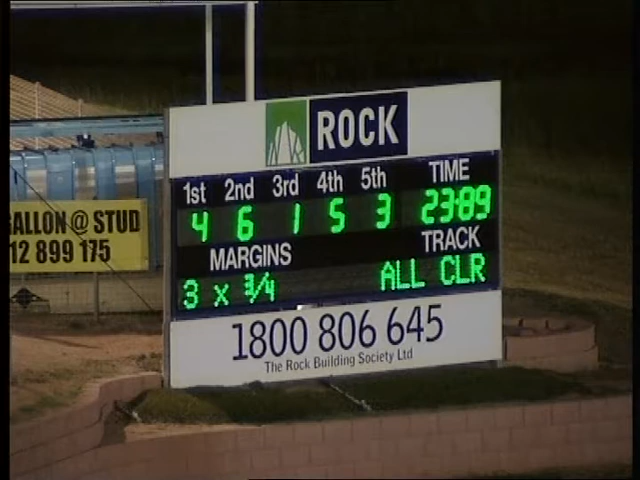 ROCK
1st 2nd 3rd 4th 5th TIME
4 6 1 5 3 23:89
MARGINS TRACK
3 x ¾ ALL CLR
1800 806 645
The Rock Building Society Ltd
ALLON @ STUD
12 899 175